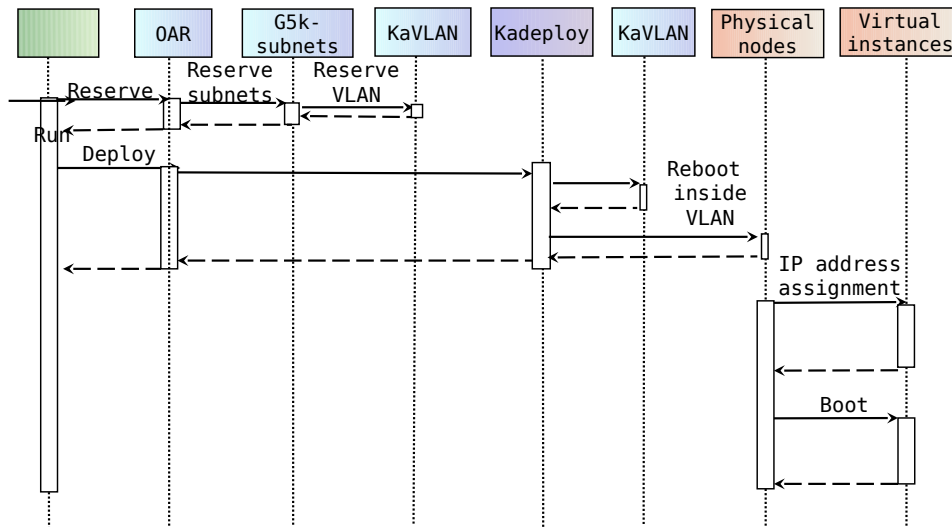 OAR
G5k-
subnets
KaVLAN
Kadeploy
KaVLAN
Physical
nodes
Virtual
instances
Reserve
Reserve
subnets
Reserve
VLAN
Run
Deploy
Reboot
inside
VLAN
IP address
assignment
Boot